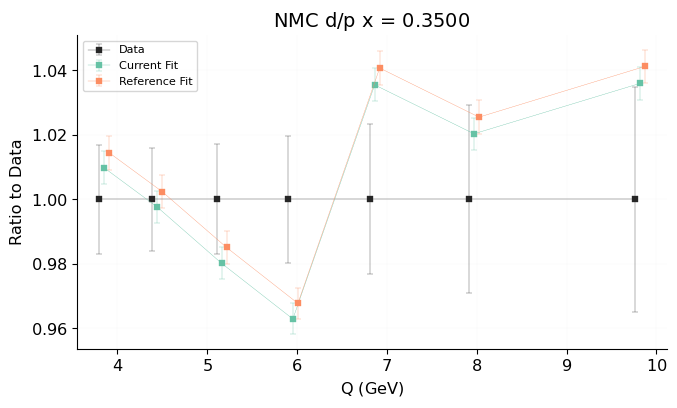 NMC d/p x = 0.3500
Data
Current Fit
Reference Fit
Ratio to Data
1.04
1.02
1.00
0.98
0.96
4 5 6 7 8 9 10
Q (GeV)